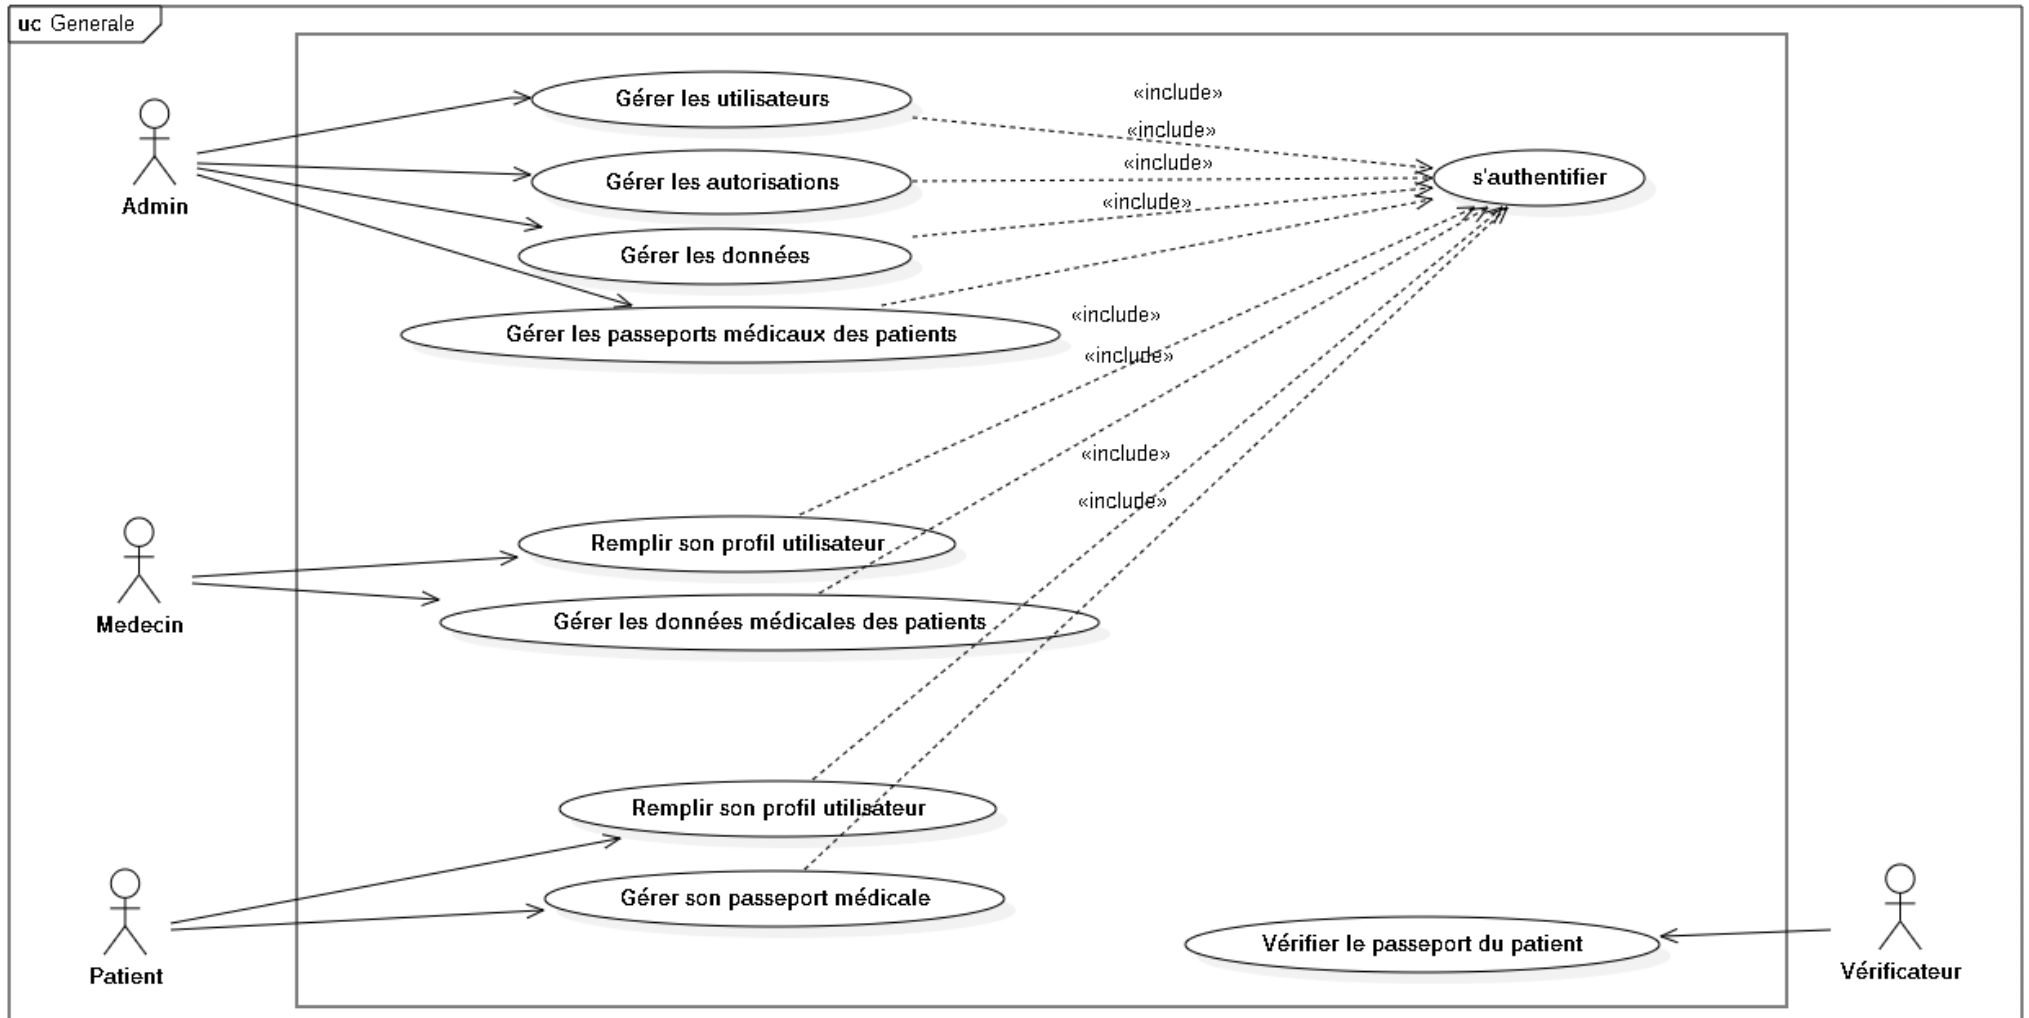 uc Generale
Gérer les utilisateurs
«include»
«include»
Gérer les autorisations
«include»
s'authentifier
Admin
«include»
Gérer les données
Gérer les passeports médicaux des patients
«include»
«include»
«include»
«include»
Remplir son profil utilisateur
Medecin
Gérer les données médicales des patients
Remplir son profil utilisateur
Gérer son passeport médicale
Patient
Vérifier le passeport du patient
Vérificateur